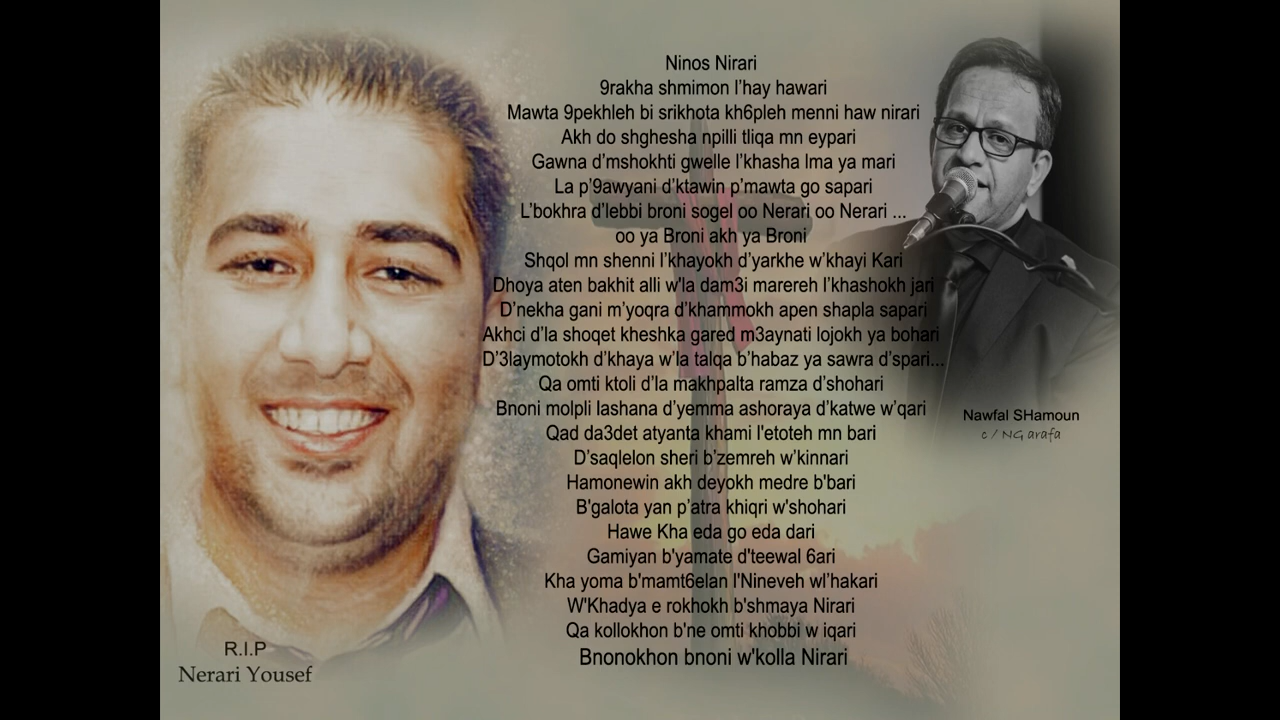 Ninos Nirari
9rakha shmimon l'hay hawari
Mawta 9pekhleh bi srikhota kh6pleh menni haw nirari
Akh do shghesha npilli tliqa mn eypari
Gawna d'mshokhti gwelle l'khasha lma ya mari
La p'9awyani d'ktawin p'mawta go sapari
L'bokhra d'lebbi broni sogel oo Nerari oo Nerari ...
oo ya Broni akh ya Broni
Shqol mn shenni l'khayokh d'yarkhe w'khayi Kari
Dhoya aten bakhit alli w'la dam3i marereh l'khashokh jari
D'nekha gani m'yoqra d'khammokh apen shapla sapari
Akhci d'la shoqet kheshka gared m3aynati lojokh ya bohari
D'3laymotokh d'khaya w'la talqa b'habaz ya sawra d'spari...
Qa omti ktoli d'la makhpalta ramza d'shohari
Bnoni molpli lashana d'yemma ashoraya d'katwe w'qari
Qad da3det atyanta khami l'etoteh mn bari
D'saqlelon sheri b'zemreh w'kinnari
Hamonewin akh deyokh medre b'bari
B'galota yan p'atra khiqri w'shohari
Hawe Kha eda go eda dari
Gamiyan b'yamate d'teewal 6ari
Kha yoma b'mamt6elan l'Nineveh wl'hakari
W'Khadya e rokhokh b'shmaya Nirari
Qa kollokhon b'ne omti khobbi w iqari
Bnonokhon bnoni w'kolla Nirari
Nawfal SHamoun
c / NG arafa
R.I.P
Nerari Yousef